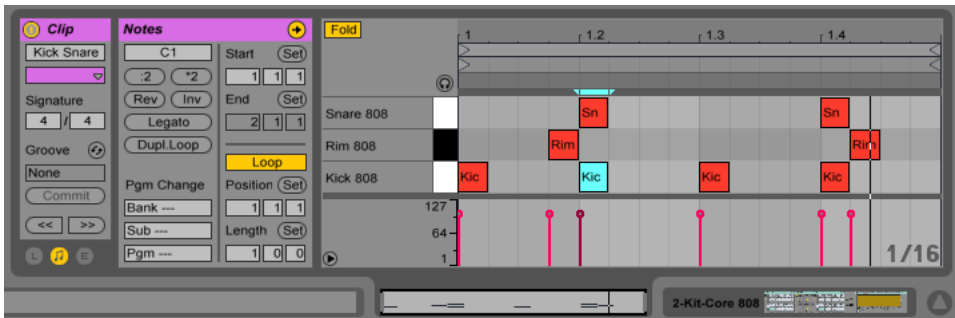 Clip
Kick Snare
Signature
4 / 4
Groove
None
Commit
<< >>
L E
Notes
C1
:2 *2
Rev Inv
Legato
Dupl.Loop
Pgm Change
Bank ---
Sub ---
Pgm ---
Start Set
1 1 1
End Set
2 1 1
Loop
Position Set
1 1 1
Length Set
1 0 0
Fold
1 1.2 1.3 1.4
Snare 808 Sn Sn
Rim 808 Rim Rim
Kick 808 Kic Kic Kic Kic
127
64
1
1/16
2-Kit-Core 808